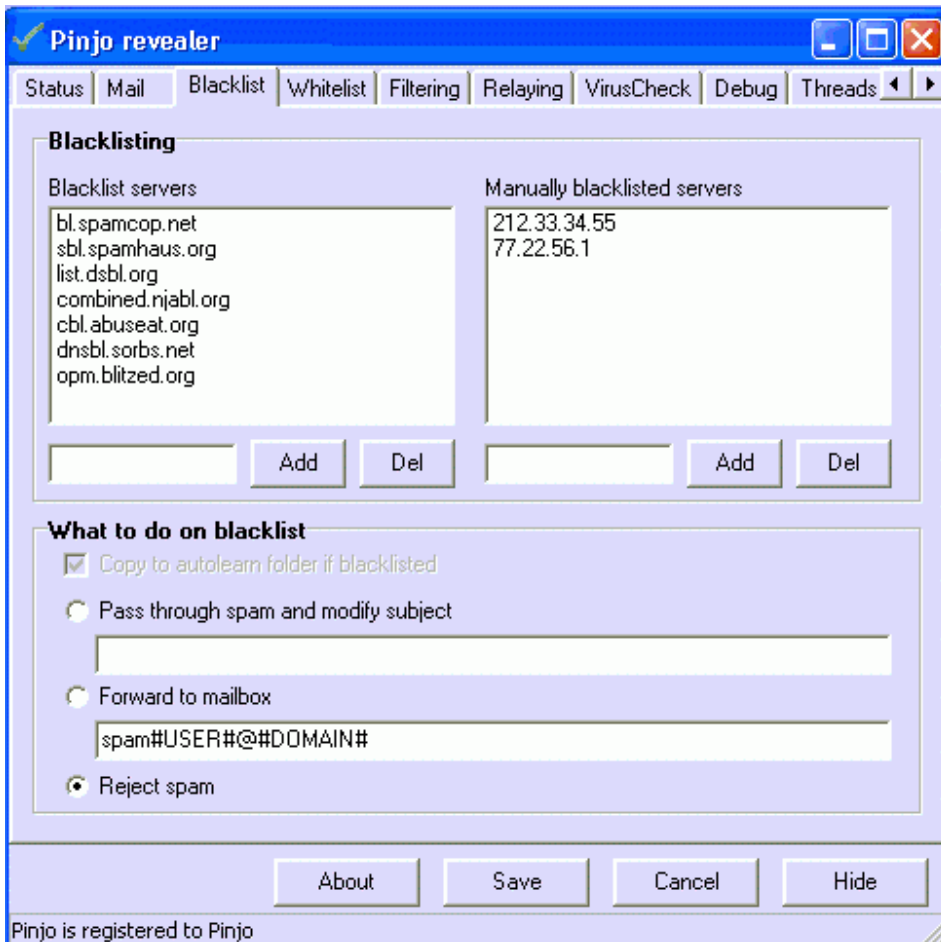 Pinjo revealer
Status Mail Blacklist Whitelist Filtering Relaying VirusCheck Debug Threads
Blacklisting
Blacklist servers
bl.spamcop.net
sbl.spamhaus.org
list.dsbl.org
combined.njabl.org
cbl.abuseat.org
dnsbl.sorbs.net
opm.blitzed.org
Add Del
Manually blacklisted servers
212.33.34.55
77.22.56.1
Add Del
What to do on blacklist
Copy to autolearn folder if blacklisted
Pass through spam and modify subject
Forward to mailbox
spam#USER#@#DOMAIN#
Reject spam
About Save Cancel Hide
Pinjo is registered to Pinjo